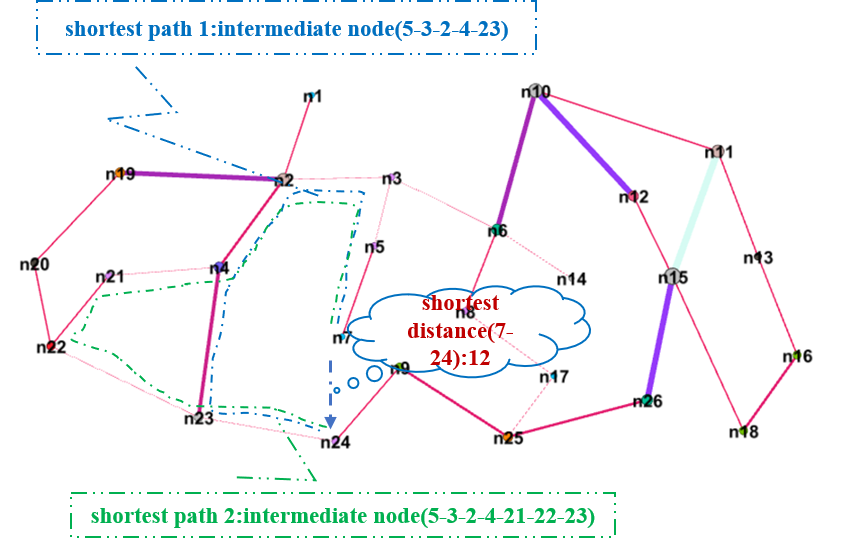 shortest path 1:intermediate node(5-3-2-4-23)
n1
n10
n11
n19
n2
n3
n12
n6
n5
n13
n20
n21
n4
n14
n15
shortest
n8
distance(7-
24):12
n7
n22
n16
n9
n17
n26
n23
n24
n25
n18
shortest path 2:intermediate node(5-3-2-4-21-22-23)